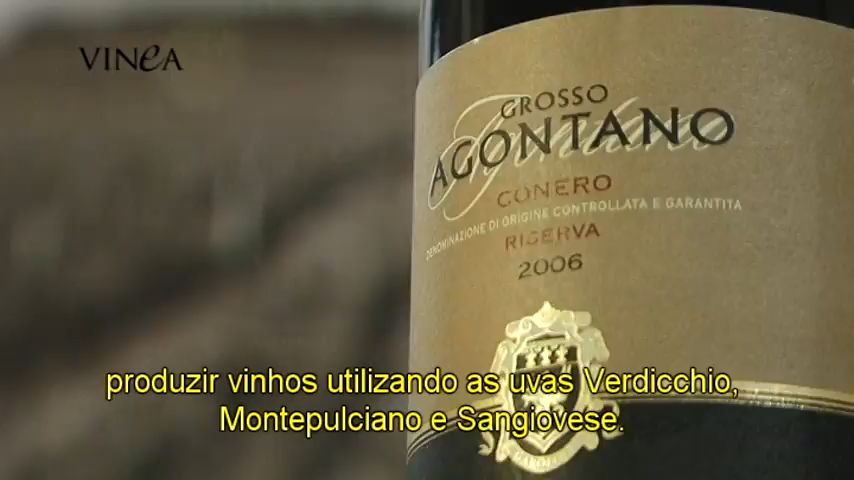 VINeA
GROSSO
AGONTANO
CONERO
DENOMINAZIONE DI ORIGINE CONTROLLATA E GARANTITA
RISERVA
2006
produzir vinhos utilizando as uvas Verdicchio,
Montepulciano e Sangiovese.